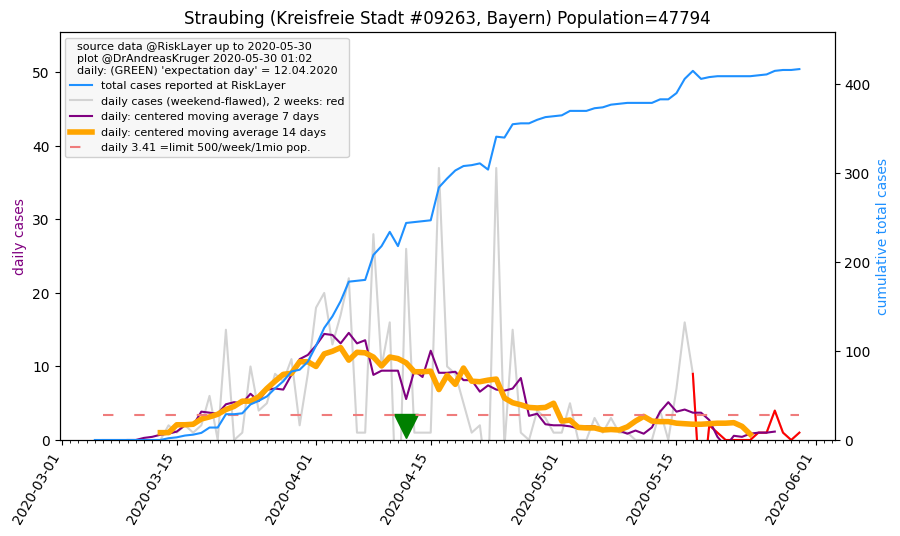 Straubing (Kreisfreie Stadt #09263, Bayern) Population=47794
source data @RiskLayer up to 2020-05-30
plot @DrAndreasKruger 2020-05-30 01:02
daily: (GREEN) 'expectation day' = 12.04.2020
total cases reported at RiskLayer
daily cases (weekend-flawed), 2 weeks: red
daily: centered moving average 7 days
daily: centered moving average 14 days
daily 3.41 =limit 500/week/1mio pop.
daily cases
50
40
30
20
10
0
cumulative total cases
400
300
200
100
0
2020-03-01
2020-03-15
2020-04-01
2020-04-15
2020-05-01
2020-05-15
2020-06-01